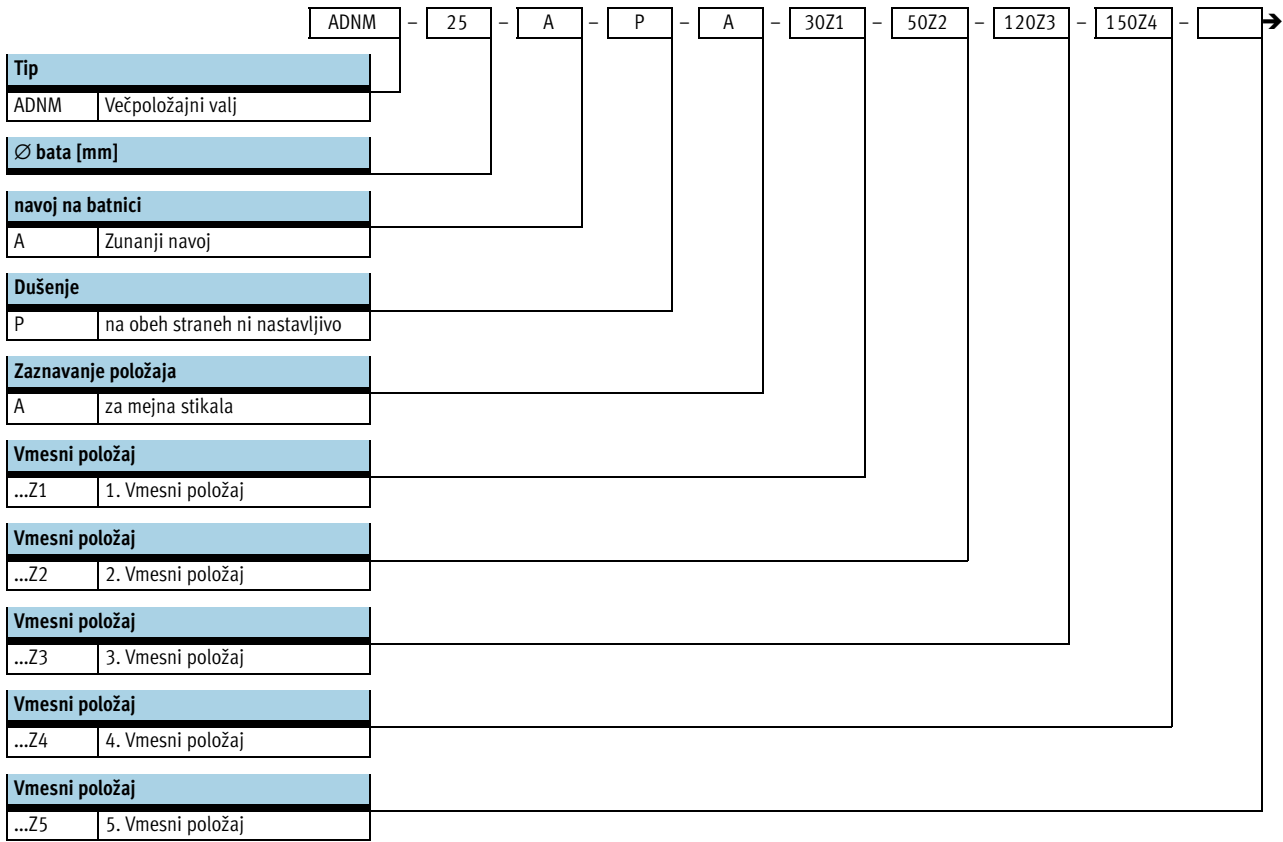 ADNM – 25 – A – P – A – 30Z1 – 50Z2 – 120Z3 – 150Z4 – ➔
Tip
ADNM Večpoložajni valj
∅ bata [mm]
navoj na batnici
A Zunanji navoj
Dušenje
P na obeh straneh ni nastavljivo
Zaznavanje položaja
A za mejna stikala
Vmesni položaj
...Z1 1. Vmesni položaj
Vmesni položaj
...Z2 2. Vmesni položaj
Vmesni položaj
...Z3 3. Vmesni položaj
Vmesni položaj
...Z4 4. Vmesni položaj
Vmesni položaj
...Z5 5. Vmesni položaj